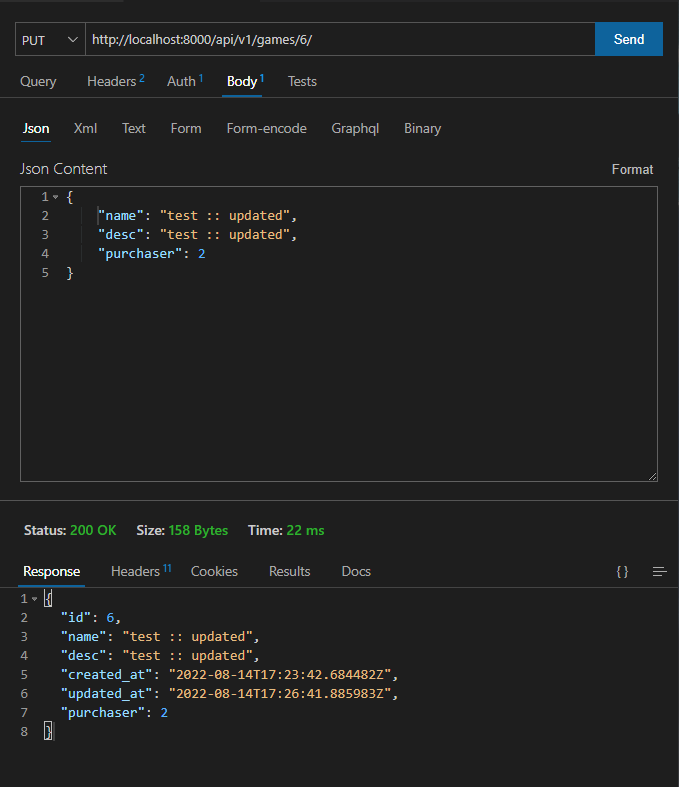 PUT http://localhost:8000/api/v1/games/6/ Send
Query Headers 2 Auth 1 Body 1 Tests
Json Xml Text Form Form-encode Graphql Binary
Json Content Format
1 {
2 "name": "test :: updated",
3 "desc": "test :: updated",
4 "purchaser": 2
5 }
Status: 200 OK Size: 158 Bytes Time: 22 ms
Response Headers 11 Cookies Results Docs { }
1 {
2 "id": 6,
3 "name": "test :: updated",
4 "desc": "test :: updated",
5 "created_at": "2022-08-14T17:23:42.684482Z",
6 "updated_at": "2022-08-14T17:26:41.885983Z",
7 "purchaser": 2
8 }